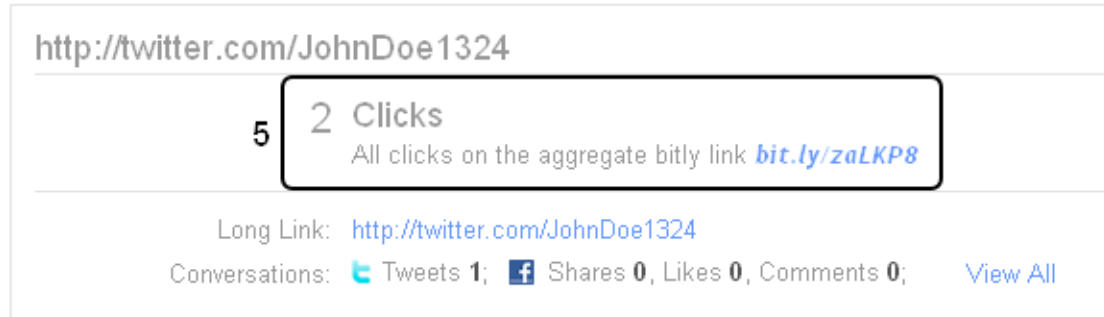 http://twitter.com/JohnDoe1324
5 2 Clicks
All clicks on the aggregate bitly link bit.ly/zaLKP8
Long Link: http://twitter.com/JohnDoe1324
Conversations: Tweets 1; Shares 0, Likes 0, Comments 0; View All